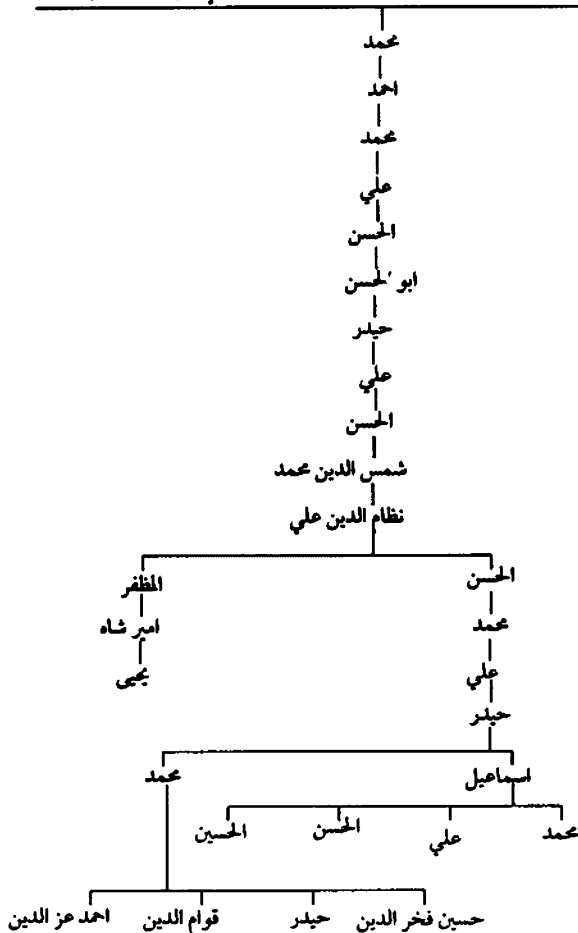 محمد
احمد
محمد
علي
الحسن
ابو الحسن
حيدر
علي
الحسن
شمس الدين محمد
نظام الدين علي
الحسن المظفر
محمد امير شاه
علي يحيى
حيدر
اسماعيل محمد
محمد علي الحسن الحسين
حسين فخر الدين حيدر قوام الدين احمد عز الدين